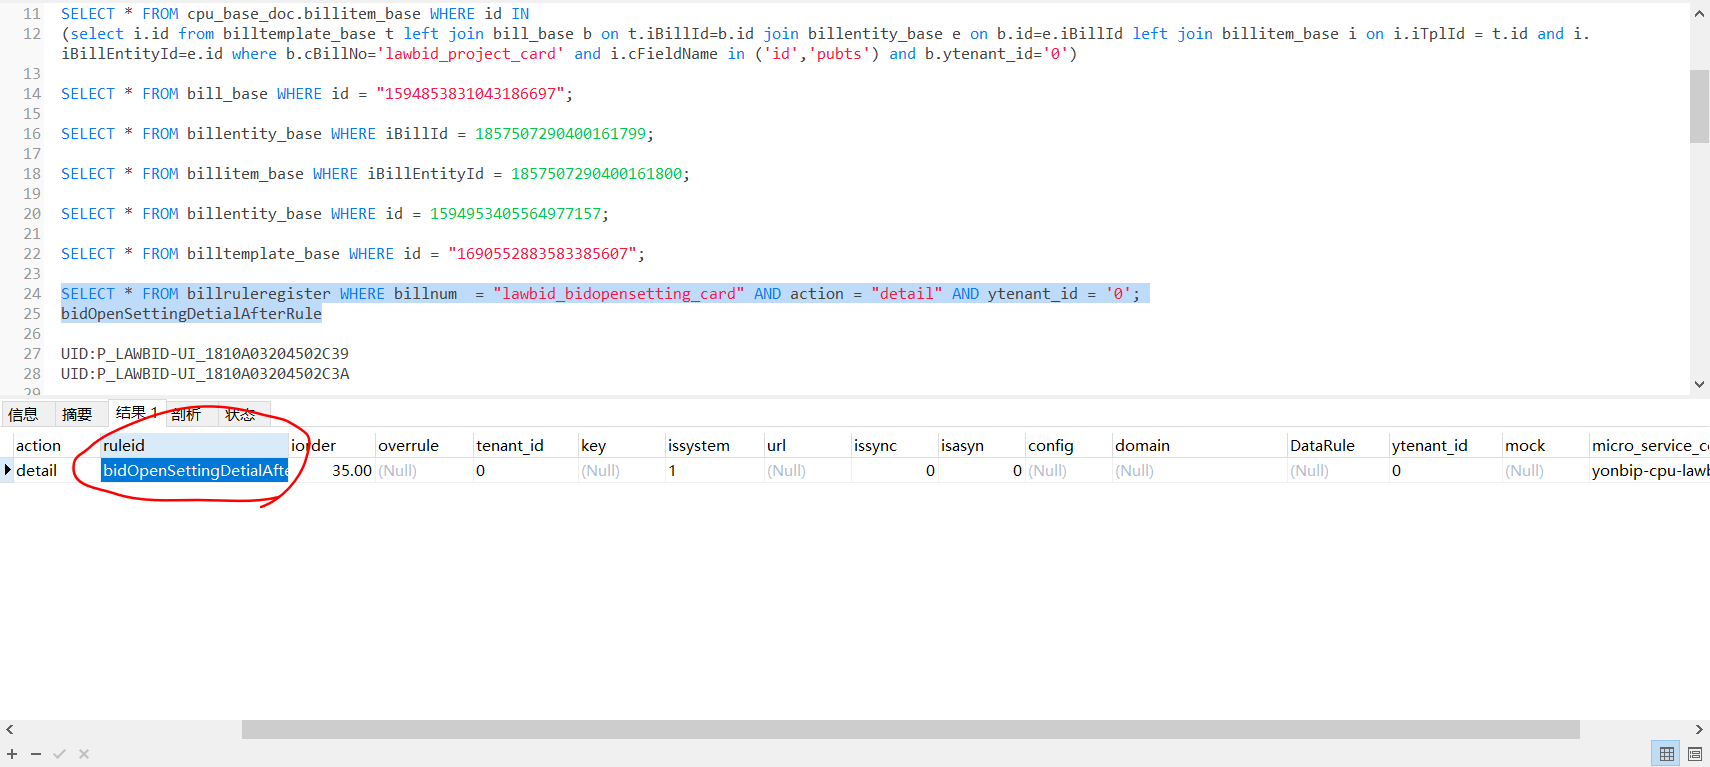 11 SELECT * FROM cpu_base_doc.billitem_base WHERE id IN
12 (select i.id from billtemplate_base t left join bill_base b on t.iBillId=b.id join billentity_base e on b.id=e.iBillId left join billitem_base i on i.iTplId = t.id and i.
iBillEntityId=e.id where b.cBillNo='lawbid_project_card' and i.cFieldName in ('id','pubts') and b.ytenant_id='0')
13
14 SELECT * FROM bill_base WHERE id = "1594853831043186697";
15
16 SELECT * FROM billentity_base WHERE iBillId = 1857507290400161799;
17
18 SELECT * FROM billitem_base WHERE iBillEntityId = 1857507290400161800;
19
20 SELECT * FROM billentity_base WHERE id = 1594953405564977157;
21
22 SELECT * FROM billtemplate_base WHERE id = "1690552883583385607";
23
24 SELECT * FROM billruleregister WHERE billnum  = "lawbid_bidopensetting_card" AND action = "detail" AND ytenant_id = '0';
25 bidOpenSettingDetialAfterRule
26
27 UID:P_LAWBID-UI_1810A03204502C39
28 UID:P_LAWBID-UI_1810A03204502C3A
29
信息 摘要 结果 1 剖析 状态
action ruleid iorder overrule tenant_id key issystem url issync isasyn config domain DataRule ytenant_id mock micro_service_c
detail bidOpenSettingDetialAfte 35.00 (Null) 0 (Null) 1 (Null) 0 0 (Null) (Null) (Null) 0 (Null) yonbip-cpu-lawb